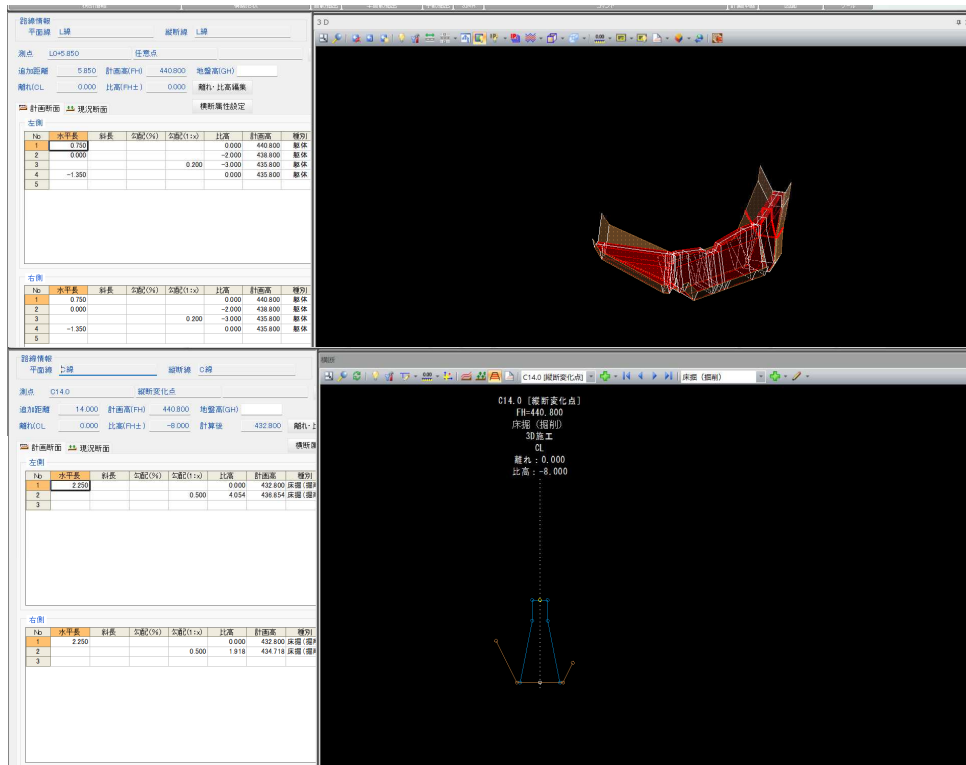 路線情報
平面線 L線 縦断線 L線
測点 L0+5.850 任意点
追加距離 5.850 計画高(FH) 440.800 地盤高(GH)
離れ(CL 0.000 比高(FH±) 0.000 離れ・比高編集
計画断面 現況断面 横断属性設定
左側
No 水平長 斜長 勾配(%) 勾配(1:x) 比高 計画高 種別
1 0.750 0.000 440.800 躯体
2 0.000 -2.000 438.800 躯体
3 0.200 -3.000 435.800 躯体
4 -1.350 0.000 435.800 躯体
5
右側
No 水平長 斜長 勾配(%) 勾配(1:x) 比高 計画高 種別
1 0.750 0.000 440.800 躯体
2 0.000 -2.000 438.800 躯体
3 0.200 -3.000 435.800 躯体
4 -1.350 0.000 435.800 躯体
5
3D
路線情報
平面線 縦断線 C線
測点 C14.0 縦断変化点
追加距離 14.000 計画高(FH) 440.800 地盤高(GH)
離れ(CL 0.000 比高(FH±) -8.000 計算後 432.800 離れ・
計画断面 現況断面 横断
左側
No 水平長 斜長 勾配(%) 勾配(1:x) 比高 計画高 種別
1 2.250 0.000 432.800 床掘(掘
2 0.500 4.054 436.854 床掘(掘
3
右側
No 水平長 斜長 勾配(%) 勾配(1:x) 比高 計画高 種別
1 2.250 0.000 432.800 床掘(掘
2 0.500 1.918 434.718 床掘(掘
3
横断
C14.0 [縦断変化点] 床掘 (掘削)
C14.0 [縦断変化点]
FH=440.800
床掘 (掘削)
3D施工
CL
離れ:0.000
比高:-8.000